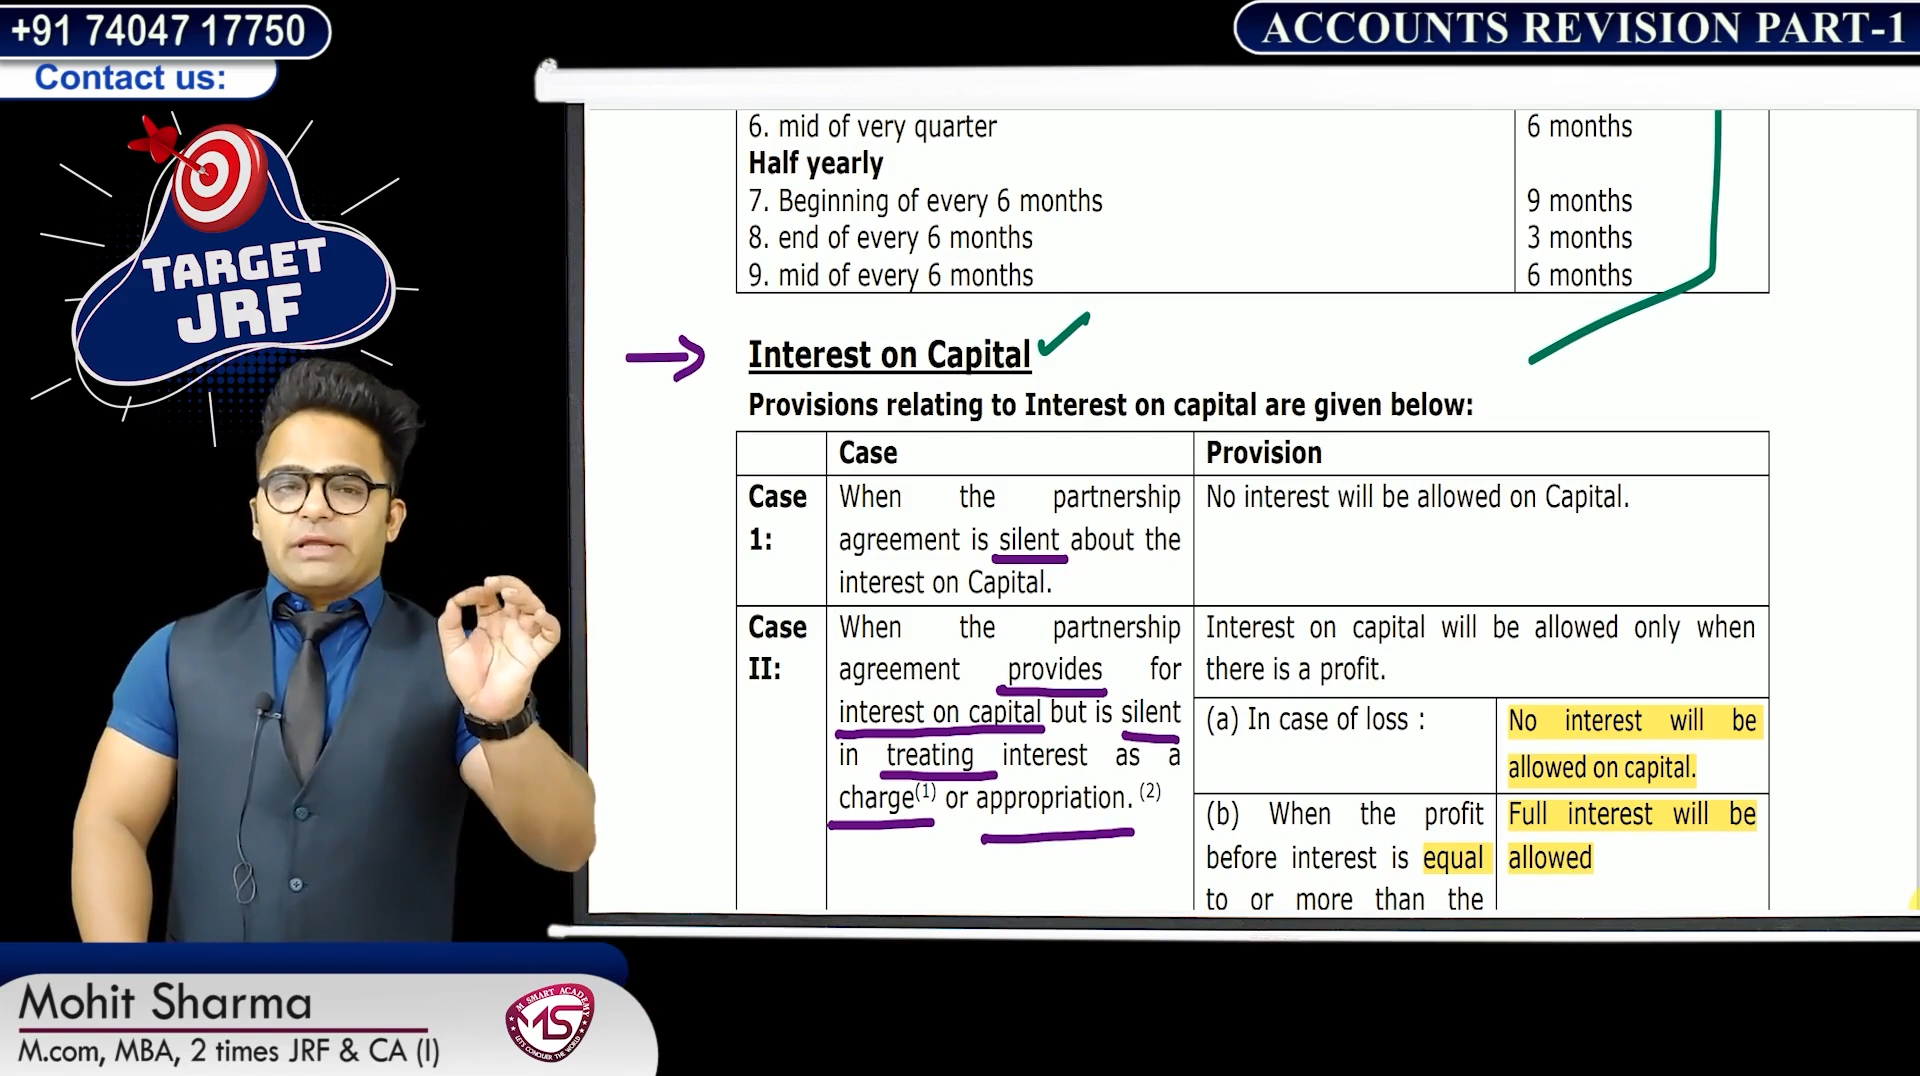 +91 74047 17750
Contact us:
ACCOUNTS REVISION PART-1
TARGET
JRF
6. mid of very quarter 6 months
Half yearly
7. Beginning of every 6 months 9 months
8. end of every 6 months 3 months
9. mid of every 6 months 6 months
Interest on Capital
Provisions relating to Interest on capital are given below:
Case Provision
Case When the partnership No interest will be allowed on Capital.
1: agreement is silent about the
interest on Capital.
Case When the partnership Interest on capital will be allowed only when
II: agreement provides for there is a profit.
interest on capital but is silent (a) In case of loss : No interest will be
in treating interest as a allowed on capital.
charge(1) or appropriation. (2) (b) When the profit Full interest will be
before interest is equal allowed
to or more than the
Mohit Sharma
M.com, MBA, 2 times JRF & CA (I)
M SMART ACADEMY
MS
LETS CONQUER THE WORLD